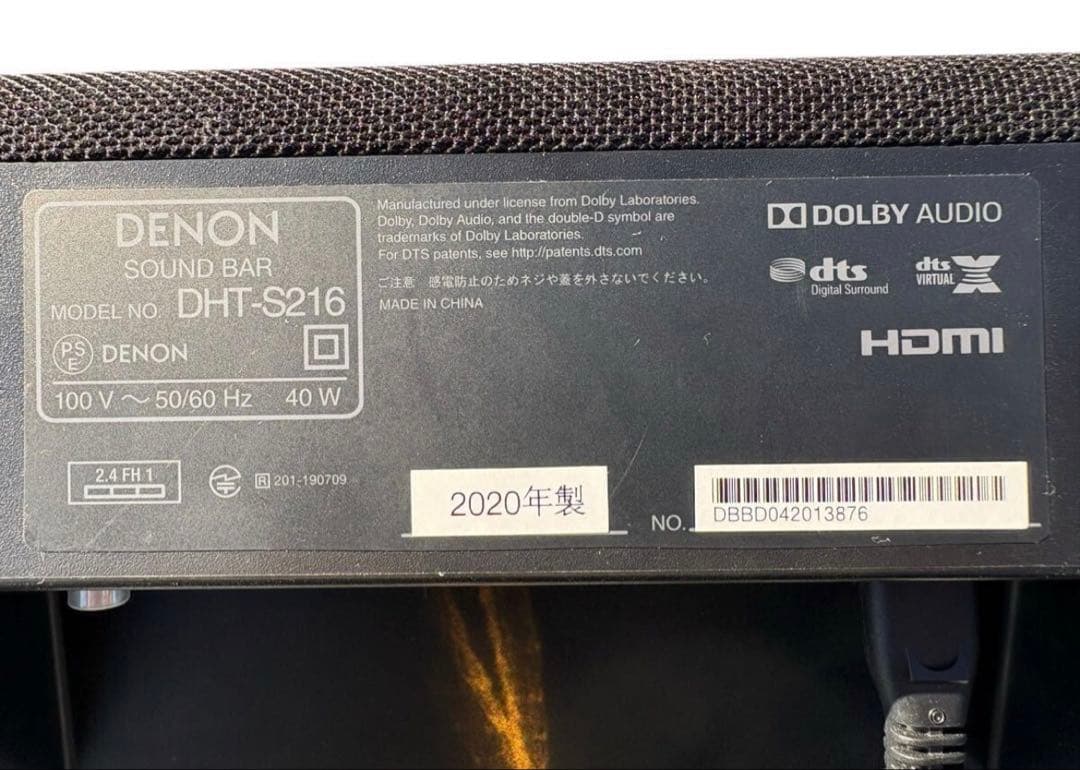 DENON
SOUND BAR
MODEL NO. DHT-S216
PS
E
DENON
100 V ～ 50/60 Hz 40 W
Manufactured under license from Dolby Laboratories.
Dolby, Dolby Audio, and the double-D symbol are
trademarks of Dolby Laboratories.
For DTS patents, see http://patents.dts.com
ご注意 感電防止のためネジや蓋を外さないでください。
MADE IN CHINA
DOLBY AUDIO
dts
Digital Surround
dts X
VIRTUAL
HDMI
2.4 FH 1
R 201-190709
2020年製
NO.
DBBD042013876